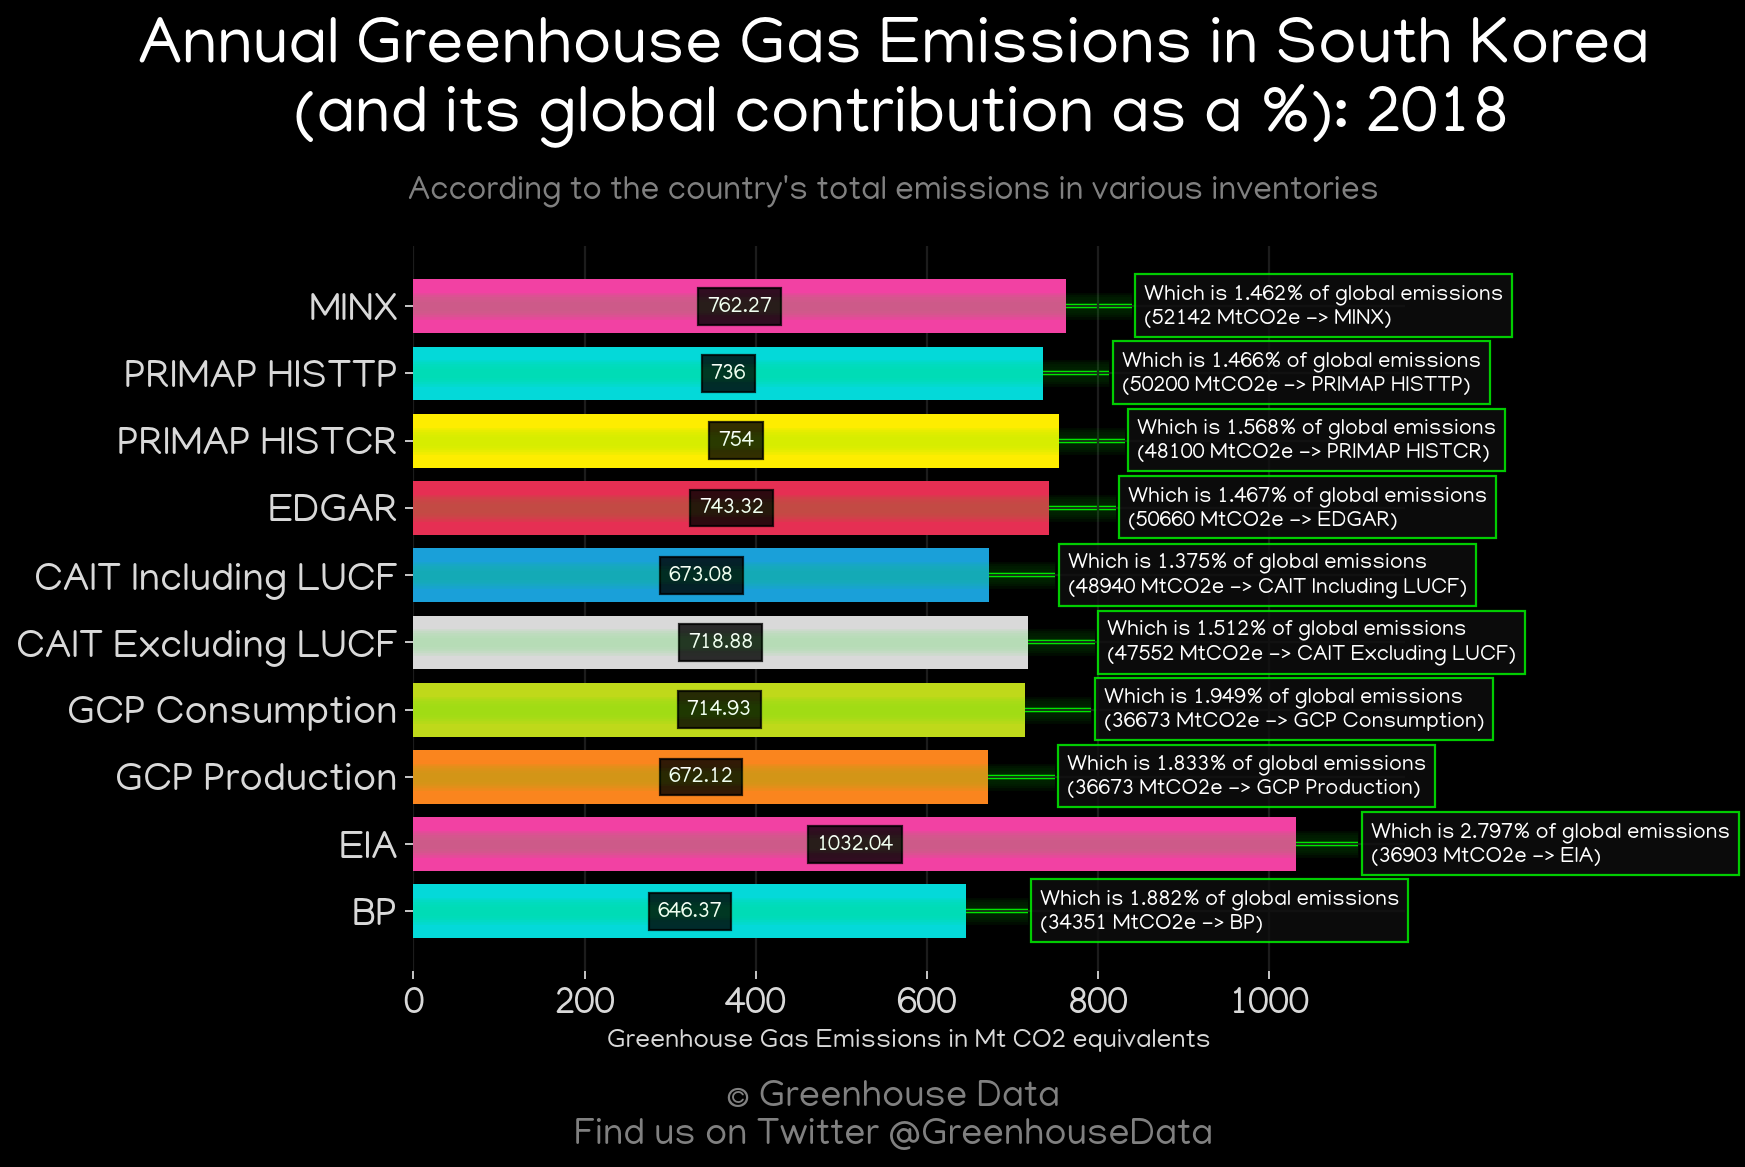 Annual Greenhouse Gas Emissions in South Korea
(and its global contribution as a %): 2018
According to the country's total emissions in various inventories
MINX
762.27
Which is 1.462% of global emissions
(52142 MtCO2e -> MINX)
PRIMAP HISTTP
736
Which is 1.466% of global emissions
(50200 MtCO2e -> PRIMAP HISTTP)
PRIMAP HISTCR
754
Which is 1.568% of global emissions
(48100 MtCO2e -> PRIMAP HISTCR)
EDGAR
743.32
Which is 1.467% of global emissions
(50660 MtCO2e -> EDGAR)
CAIT Including LUCF
673.08
Which is 1.375% of global emissions
(48940 MtCO2e -> CAIT Including LUCF)
CAIT Excluding LUCF
718.88
Which is 1.512% of global emissions
(47552 MtCO2e -> CAIT Excluding LUCF)
GCP Consumption
714.93
Which is 1.949% of global emissions
(36673 MtCO2e -> GCP Consumption)
GCP Production
672.12
Which is 1.833% of global emissions
(36673 MtCO2e -> GCP Production)
EIA
1032.04
Which is 2.797% of global emissions
(36903 MtCO2e -> EIA)
BP
646.37
Which is 1.882% of global emissions
(34351 MtCO2e -> BP)
0 200 400 600 800 1000
Greenhouse Gas Emissions in Mt CO2 equivalents
© Greenhouse Data
Find us on Twitter @GreenhouseData